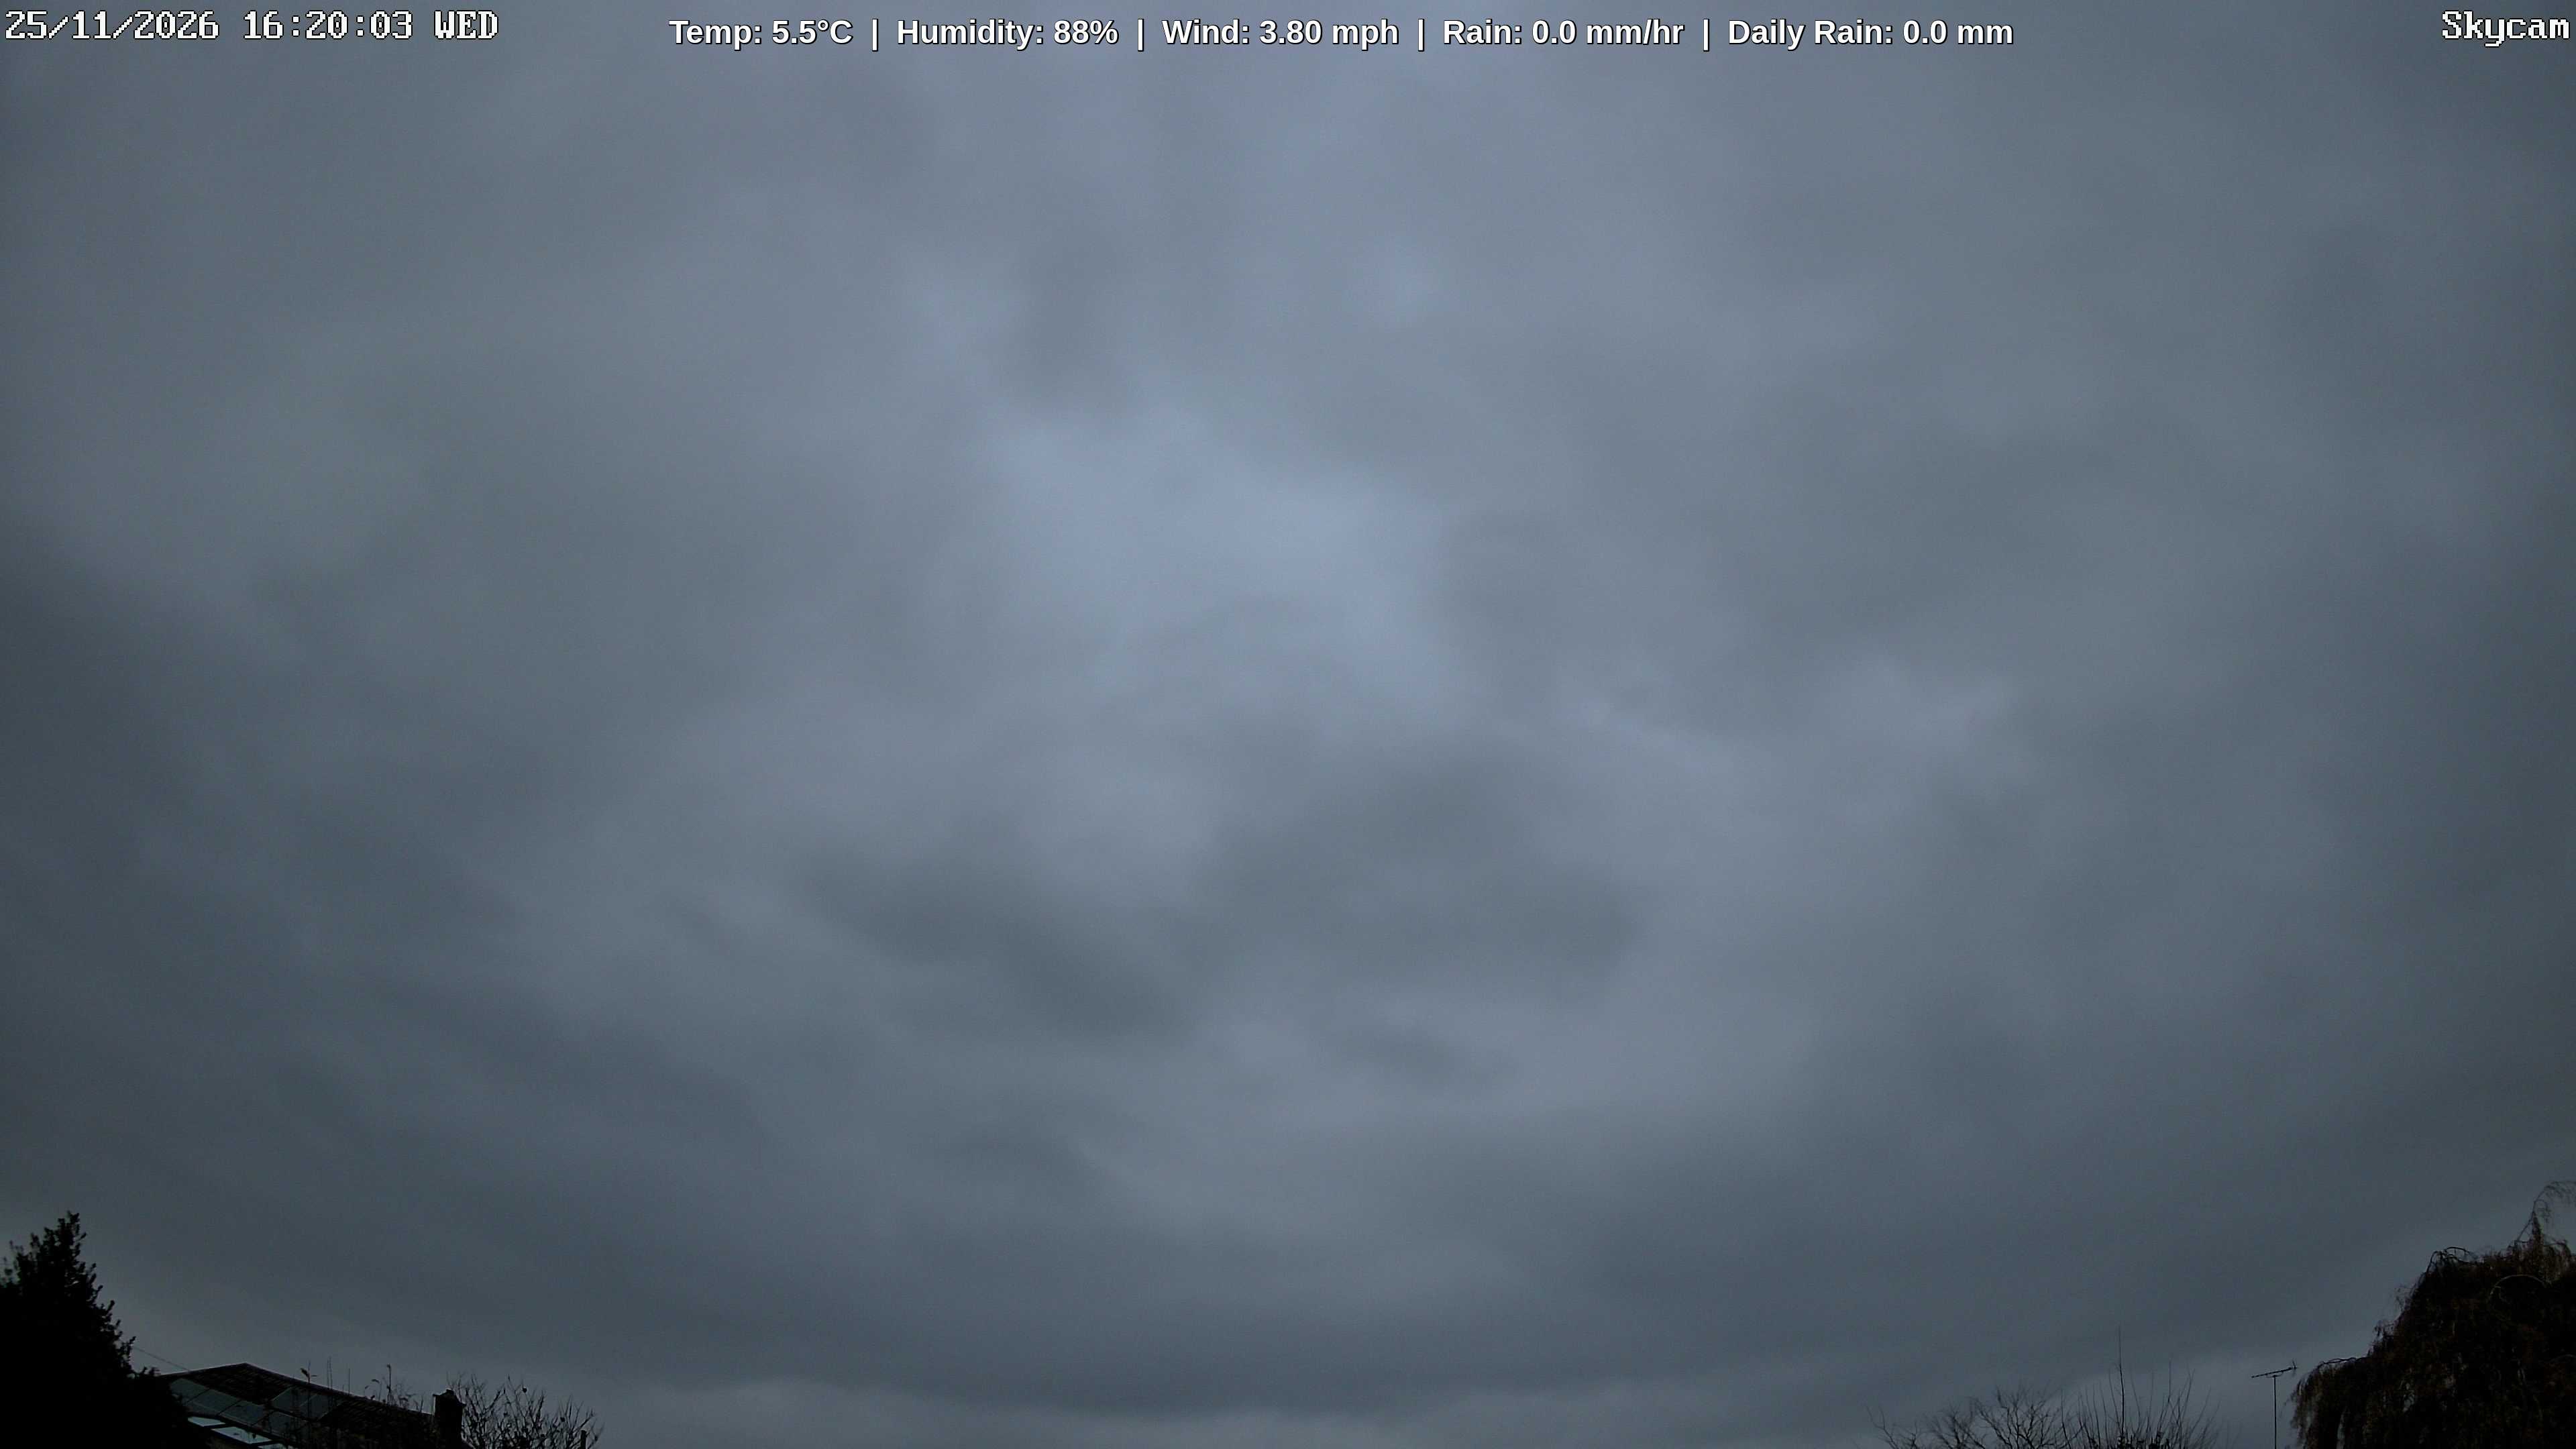 25/11/2026 16:20:03 WED
Temp: 5.5°C | Humidity: 88% | Wind: 3.80 mph | Rain: 0.0 mm/hr | Daily Rain: 0.0 mm
Skycam